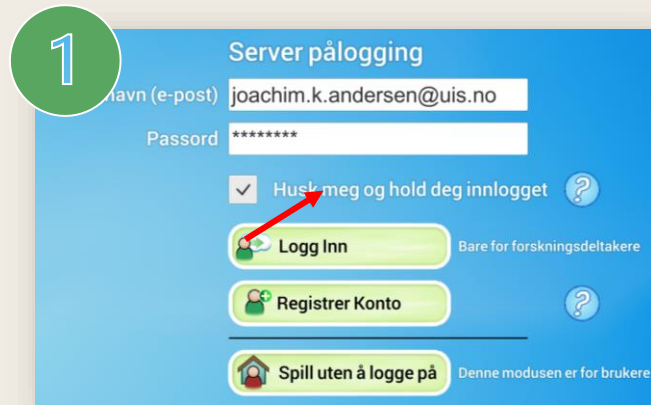 1
Server pålogging
navn (e-post) joachim.k.andersen@uis.no
Passord ********
Husk meg og hold deg innlogget ?
Logg Inn Bare for forskningsdeltakere
Registrer Konto ?
Spill uten å logge på Denne modusen er for brukere